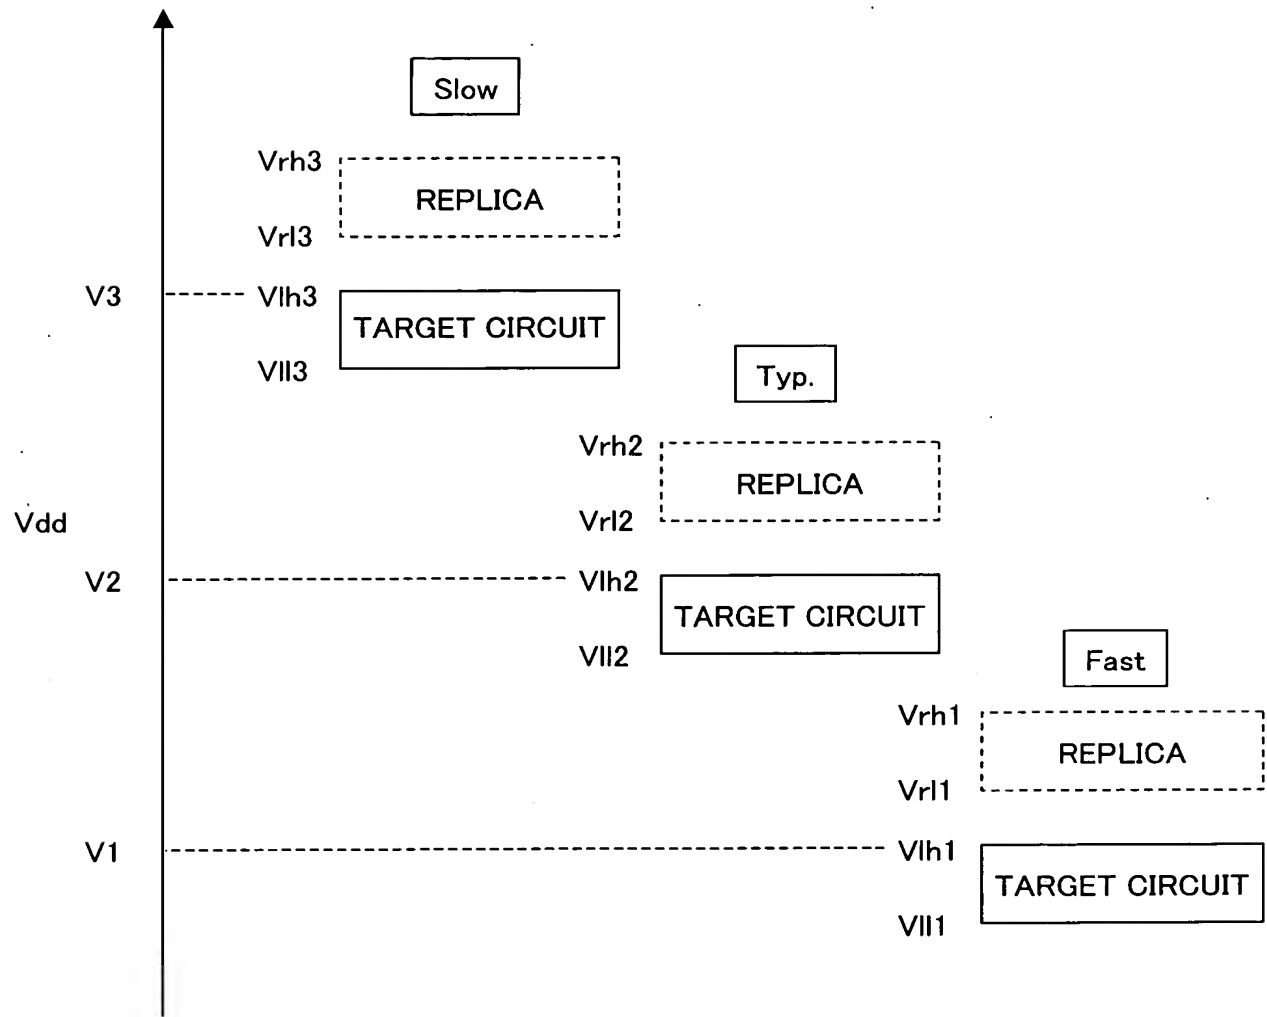 Slow
Vrh3
REPLICA
Vrl3
V3
Vlh3
TARGET CIRCUIT
Vll3
Typ.
Vrh2
REPLICA
Vrl2
Vdd
V2
Vlh2
TARGET CIRCUIT
Vll2
Fast
Vrh1
REPLICA
Vrl1
V1
Vlh1
TARGET CIRCUIT
Vll1